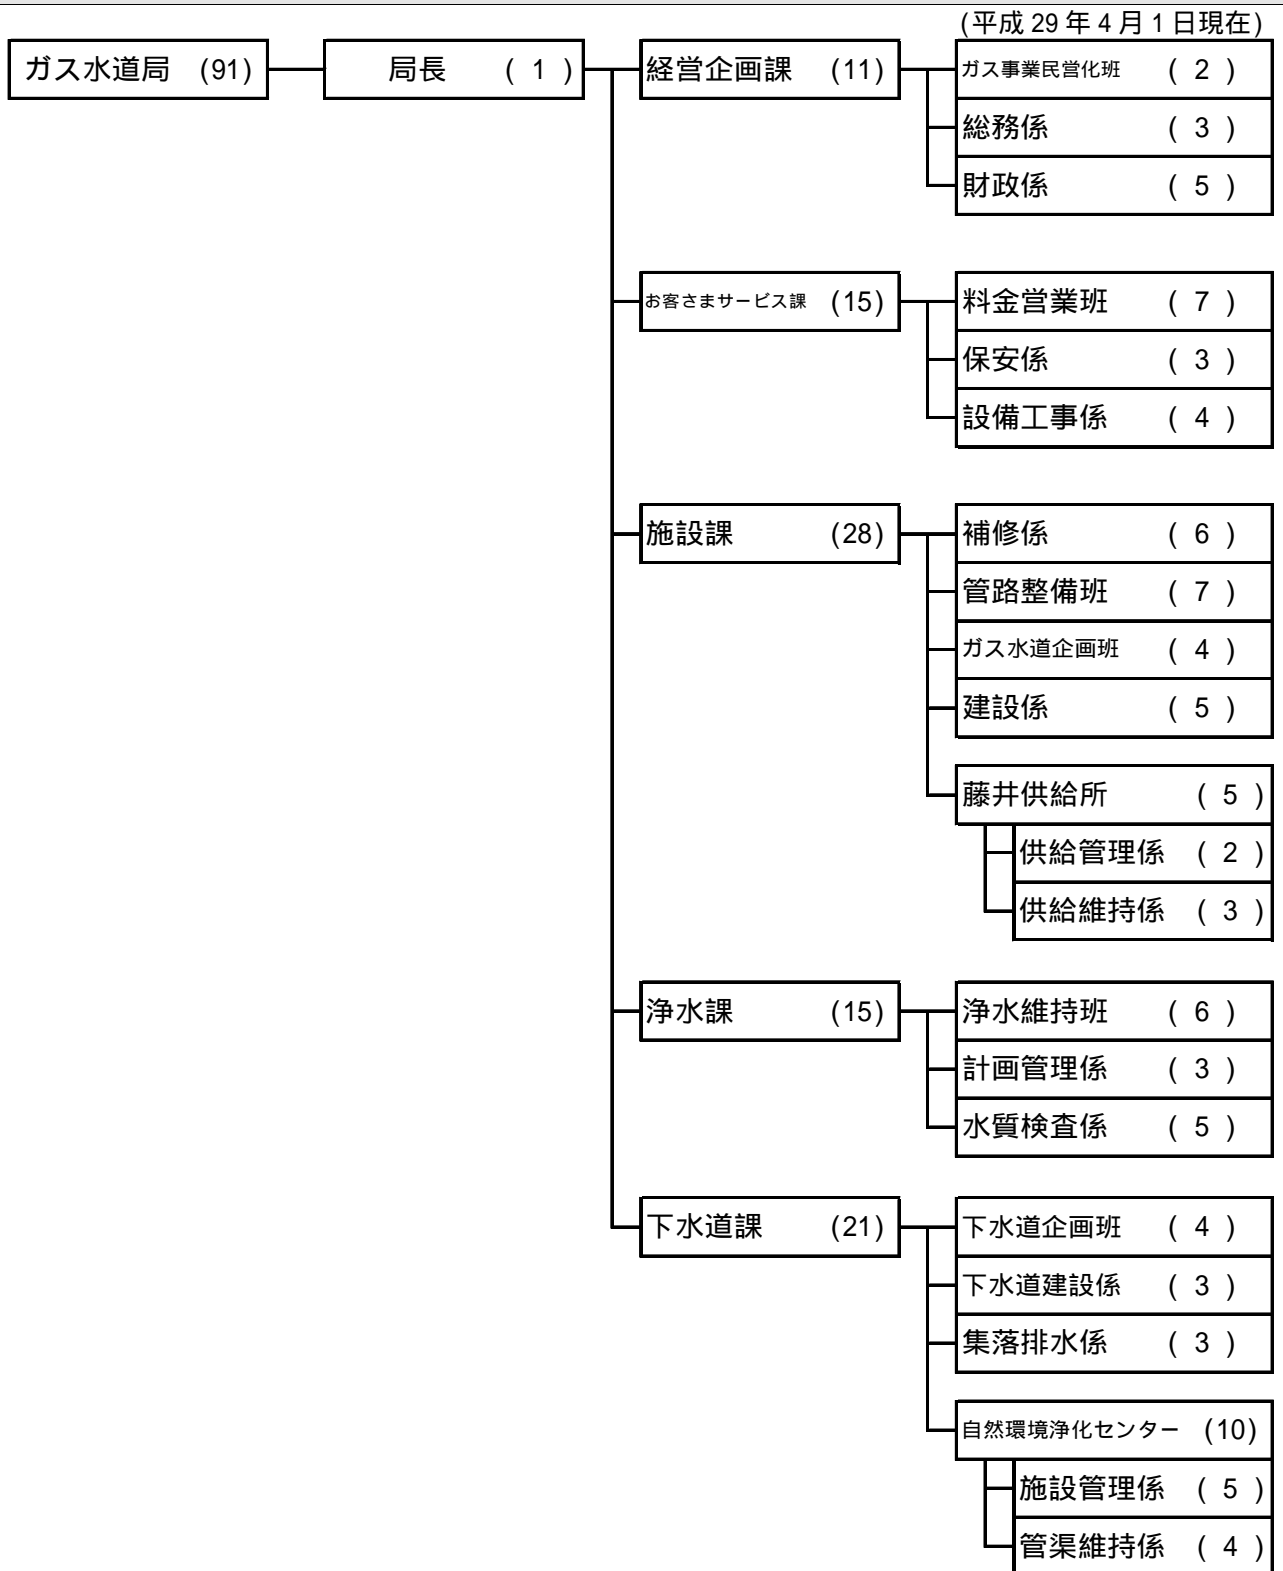 (平成 29 年 4 月 1 日現在)
ガス水道局 (91) 局長 ( 1 ) 経営企画課 (11) ガス事業民営化班 ( 2 )
総務係 ( 3 )
財政係 ( 5 )
お客さまサービス課 (15) 料金営業班 ( 7 )
保安係 ( 3 )
設備工事係 ( 4 )
施設課 (28) 補修係 ( 6 )
管路整備班 ( 7 )
ガス水道企画班 ( 4 )
建設係 ( 5 )
藤井供給所 ( 5 )
供給管理係 ( 2 )
供給維持係 ( 3 )
浄水課 (15) 浄水維持班 ( 6 )
計画管理係 ( 3 )
水質検査係 ( 5 )
下水道課 (21) 下水道企画班 ( 4 )
下水道建設係 ( 3 )
集落排水係 ( 3 )
自然環境浄化センター (10)
施設管理係 ( 5 )
管渠維持係 ( 4 )